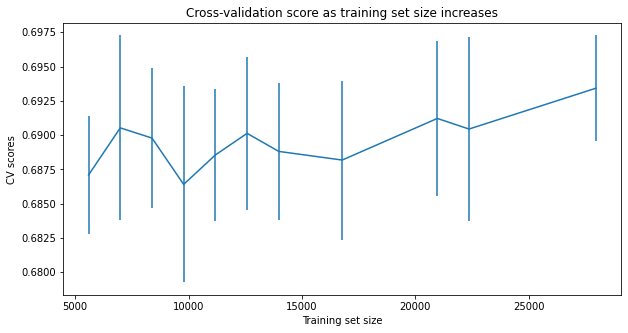 Cross-validation score as training set size increases
0.6975
0.6950
0.6925
0.6900
0.6875
0.6850
0.6825
0.6800
CV scores
5000 10000 15000 20000 25000
Training set size